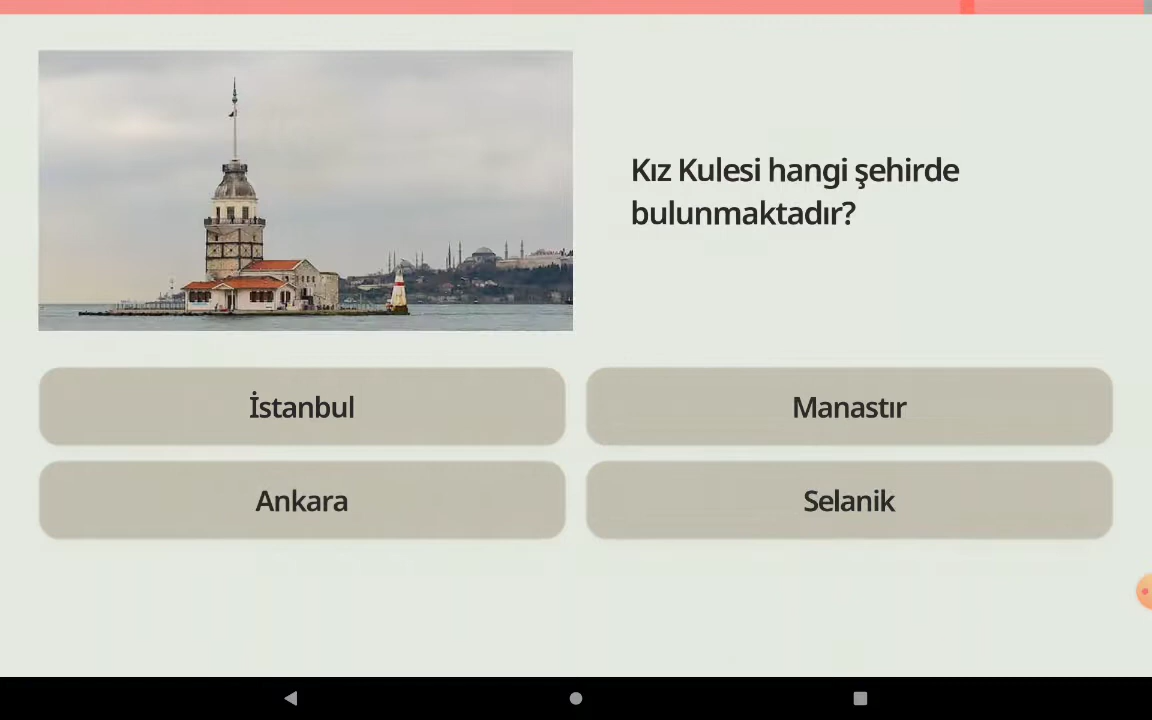 Kız Kulesi hangi şehirde
bulunmaktadır?
İstanbul
Manastır
Ankara
Selanik